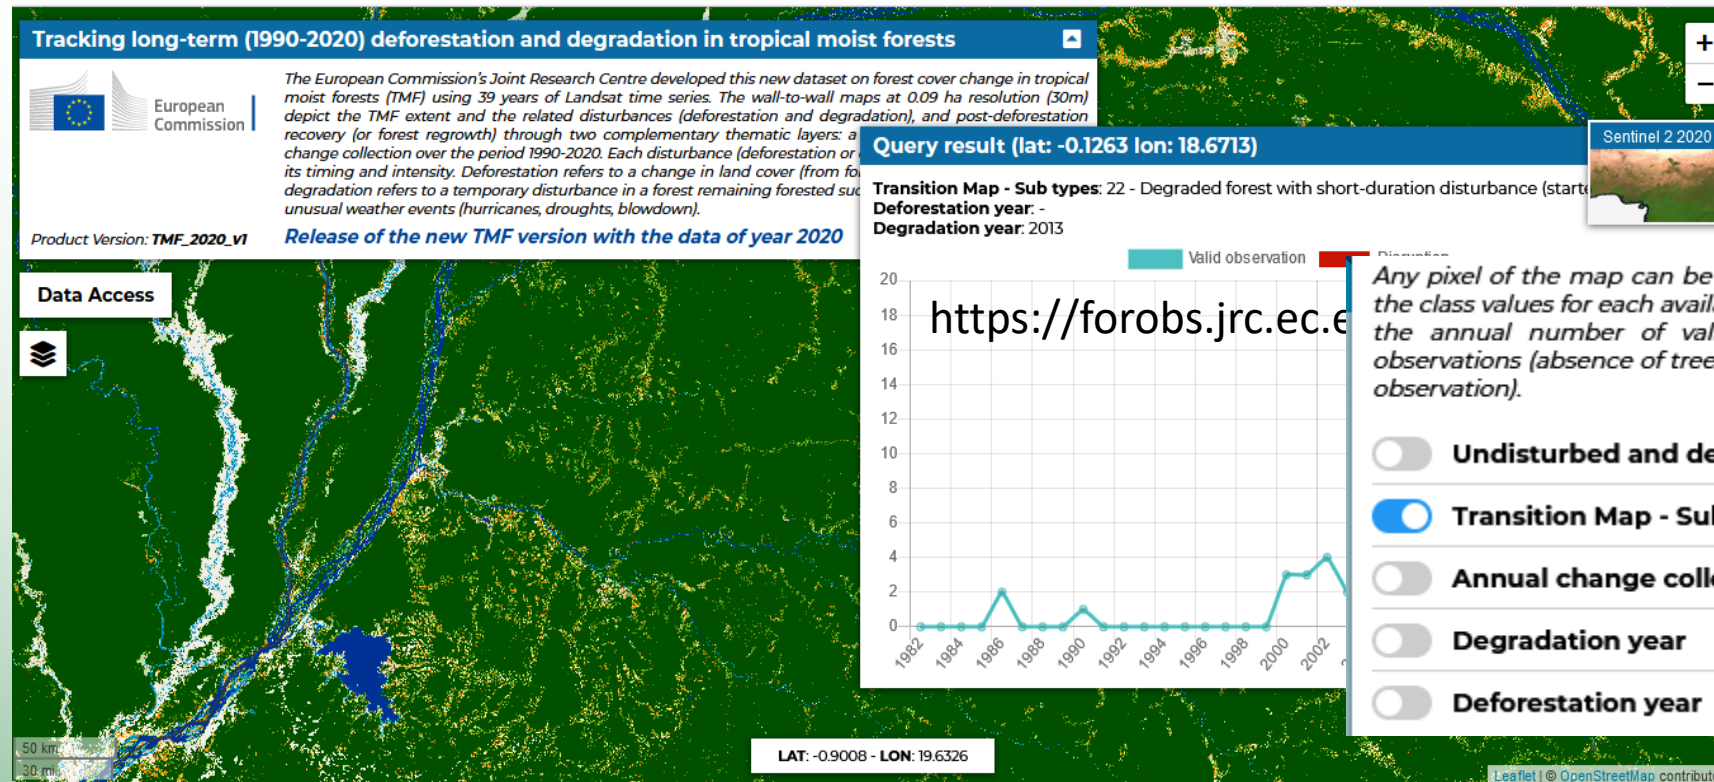 Tracking long-term (1990-2020) deforestation and degradation in tropical moist forests
European
Commission
The European Commission's Joint Research Centre developed this new dataset on forest cover change in tropical
moist forests (TMF) using 39 years of Landsat time series. The wall-to-wall maps at 0.09 ha resolution (30m)
depict the TMF extent and the related disturbances (deforestation and degradation), and post-deforestation
recovery (or forest regrowth) through two complementary thematic layers: a
change collection over the period 1990-2020. Each disturbance (deforestation or
its timing and intensity. Deforestation refers to a change in land cover (from
degradation refers to a temporary disturbance in a forest remaining forested
unusual weather events (hurricanes, droughts, blowdown).
Product Version: TMF_2020_v1
Release of the new TMF version with the data of year 2020
Data Access
Query result (lat: -0.1263 lon: 18.6713)
Transition Map - Sub types: 22 - Degraded forest with short-duration disturbance
Deforestation year: -
Degradation year: 2013
Valid observation
20
18
16
14
12
10
8
6
4
2
0
1982 1984 1986 1988 1990 1992 1994 1996 1998 2000 2002
https://forobs.jrc.ec.e
+
−
Sentinel 2 2020
Any pixel of the map can be
the class values for each
the annual number of
observations (absence of
observation).
Undisturbed and
Transition Map -
Annual change
Degradation year
Deforestation year
50 km
30 mi
LAT: -0.9008 - LON: 19.6326
Leaflet | © OpenStreetMap